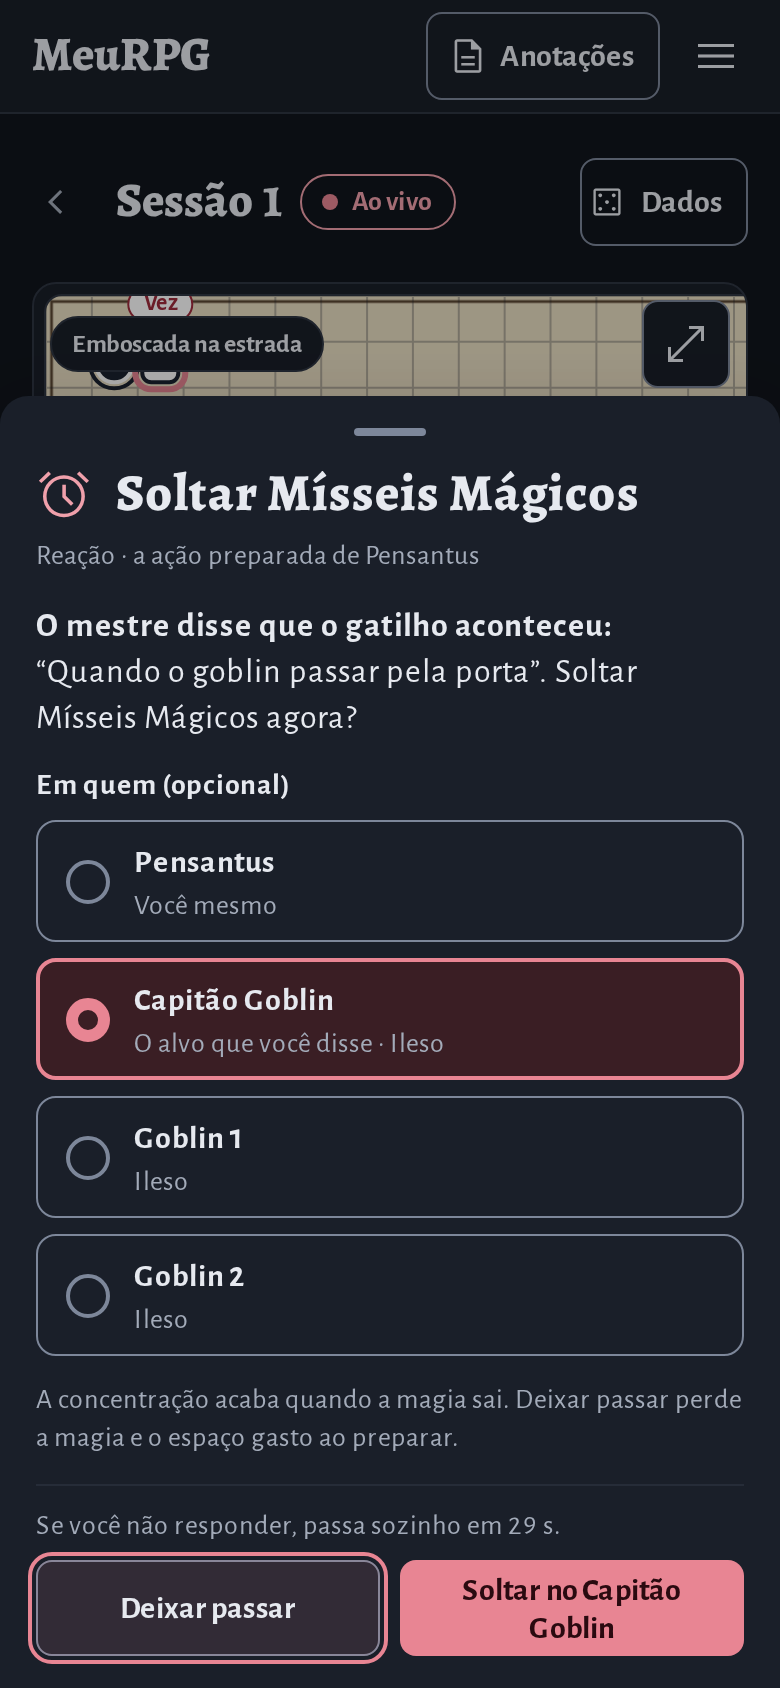 MeuRPG
Anotações
Sessão 1
Ao vivo
Dados
Vez
Emboscada na estrada
Soltar Mísseis Mágicos
Reação · a ação preparada de Pensantus
O mestre disse que o gatilho aconteceu:
“Quando o goblin passar pela porta”. Soltar
Mísseis Mágicos agora?
Em quem (opcional)
Pensantus
Você mesmo
Capitão Goblin
O alvo que você disse · Ileso
Goblin 1
Ileso
Goblin 2
Ileso
A concentração acaba quando a magia sai. Deixar passar perde
a magia e o espaço gasto ao preparar.
Se você não responder, passa sozinho em 29 s.
Deixar passar
Soltar no Capitão
Goblin